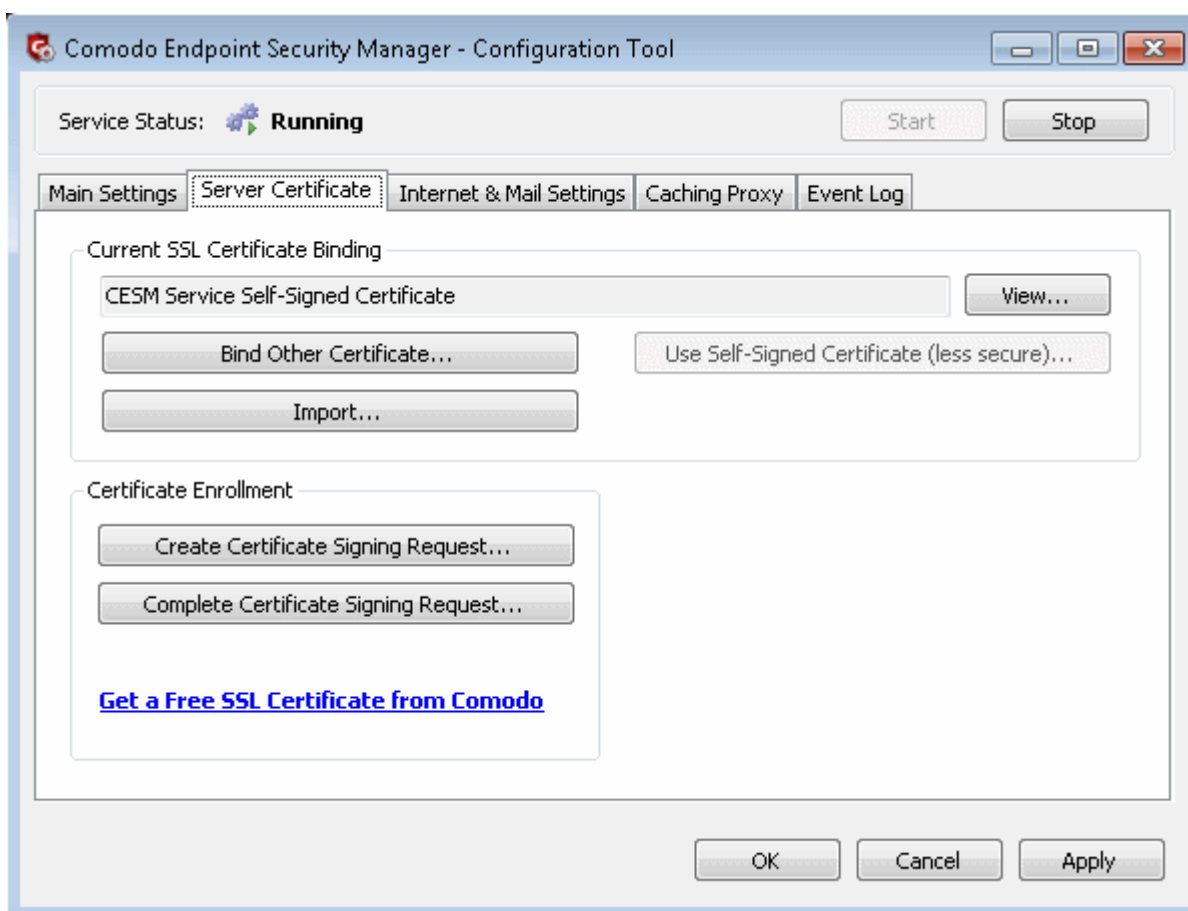 Comodo Endpoint Security Manager - Configuration Tool
Service Status: Running Start Stop
Main Settings Server Certificate Internet & Mail Settings Caching Proxy Event Log
Current SSL Certificate Binding
CESM Service Self-Signed Certificate View...
Bind Other Certificate... Use Self-Signed Certificate (less secure)...
Import...
Certificate Enrollment
Create Certificate Signing Request...
Complete Certificate Signing Request...
Get a Free SSL Certificate from Comodo
OK Cancel Apply